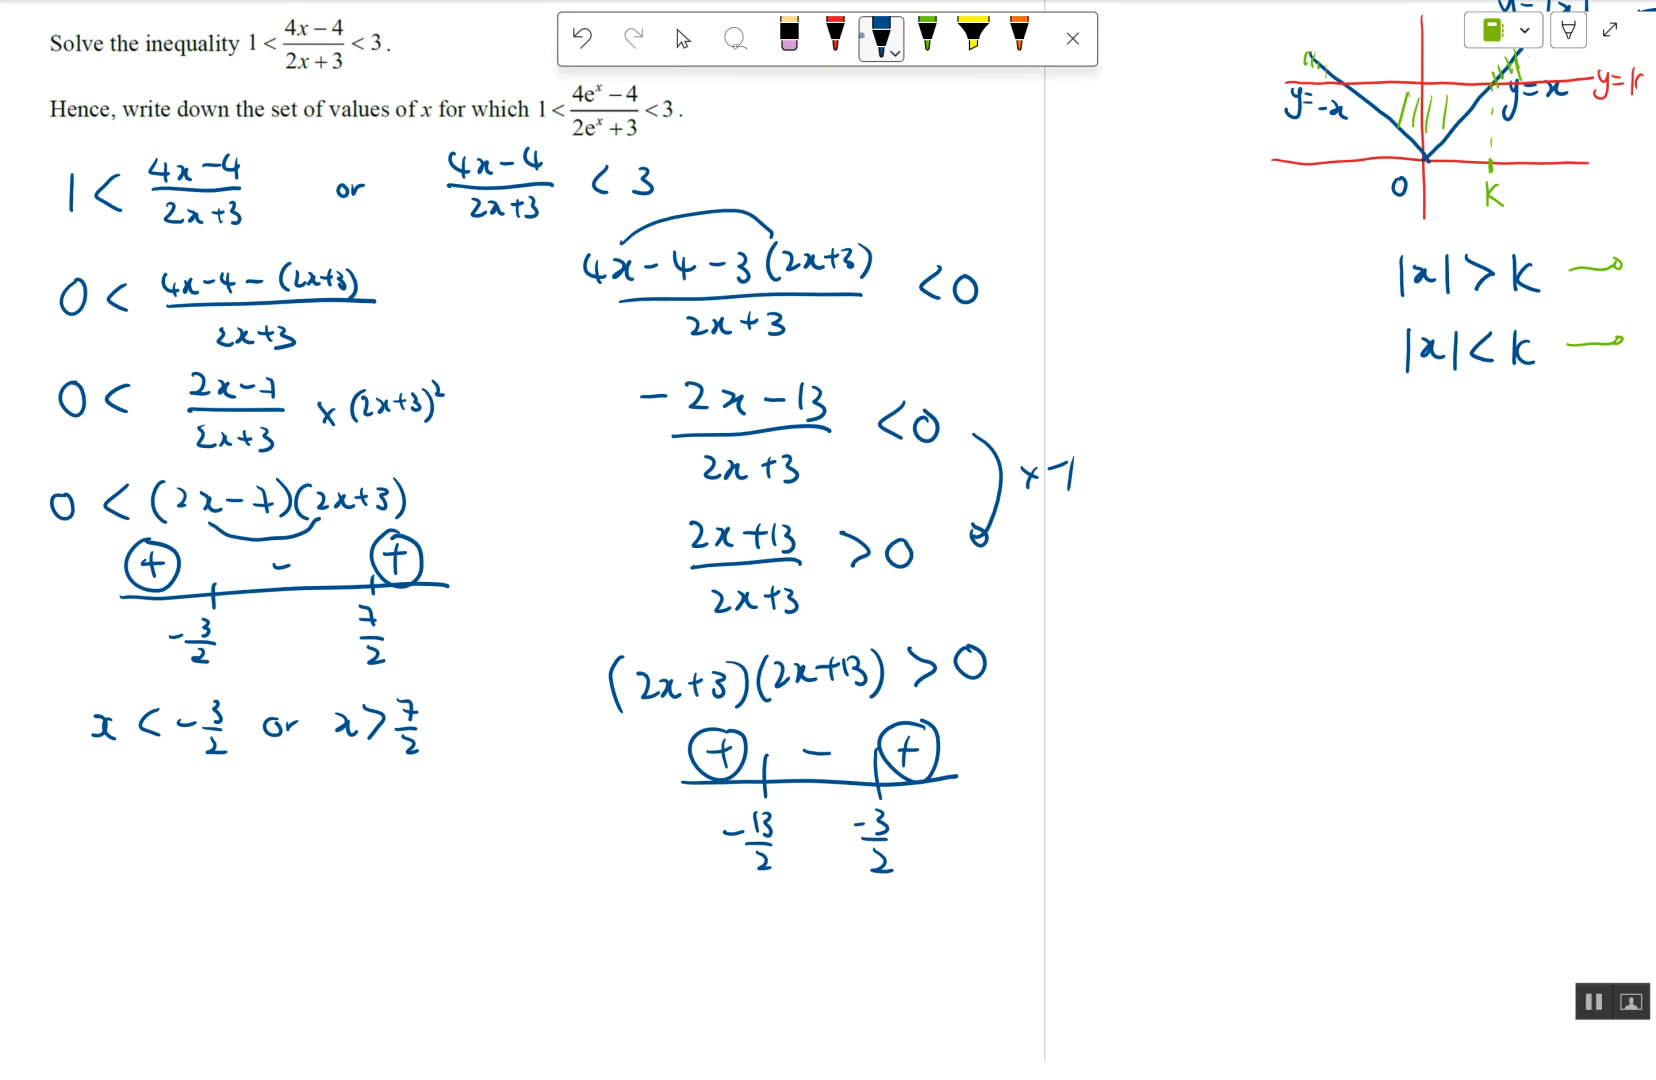 Solve the inequality 1 < (4x − 4)/(2x + 3) < 3 .
Hence, write down the set of values of x for which 1 < (4eˣ − 4)/(2eˣ + 3) < 3 .
1 < (4x − 4)/(2x + 3) or (4x − 4)/(2x + 3) < 3
0 < (4x − 4 − (2x+3))/(2x+3)
0 < (2x − 7)/(2x+3) × (2x+3)²
0 < (2x − 7)(2x+3)
+ − +
−3/2 7/2
x < −3/2 or x > 7/2
(4x − 4 − 3(2x+3))/(2x+3) < 0
(−2x − 13)/(2x+3) < 0
× −1
(2x+13)/(2x+3) > 0
(2x+3)(2x+13) > 0
+ − +
−13/2 −3/2
y=−x
y=x
y=k
0
K
|x| > k
|x| < k